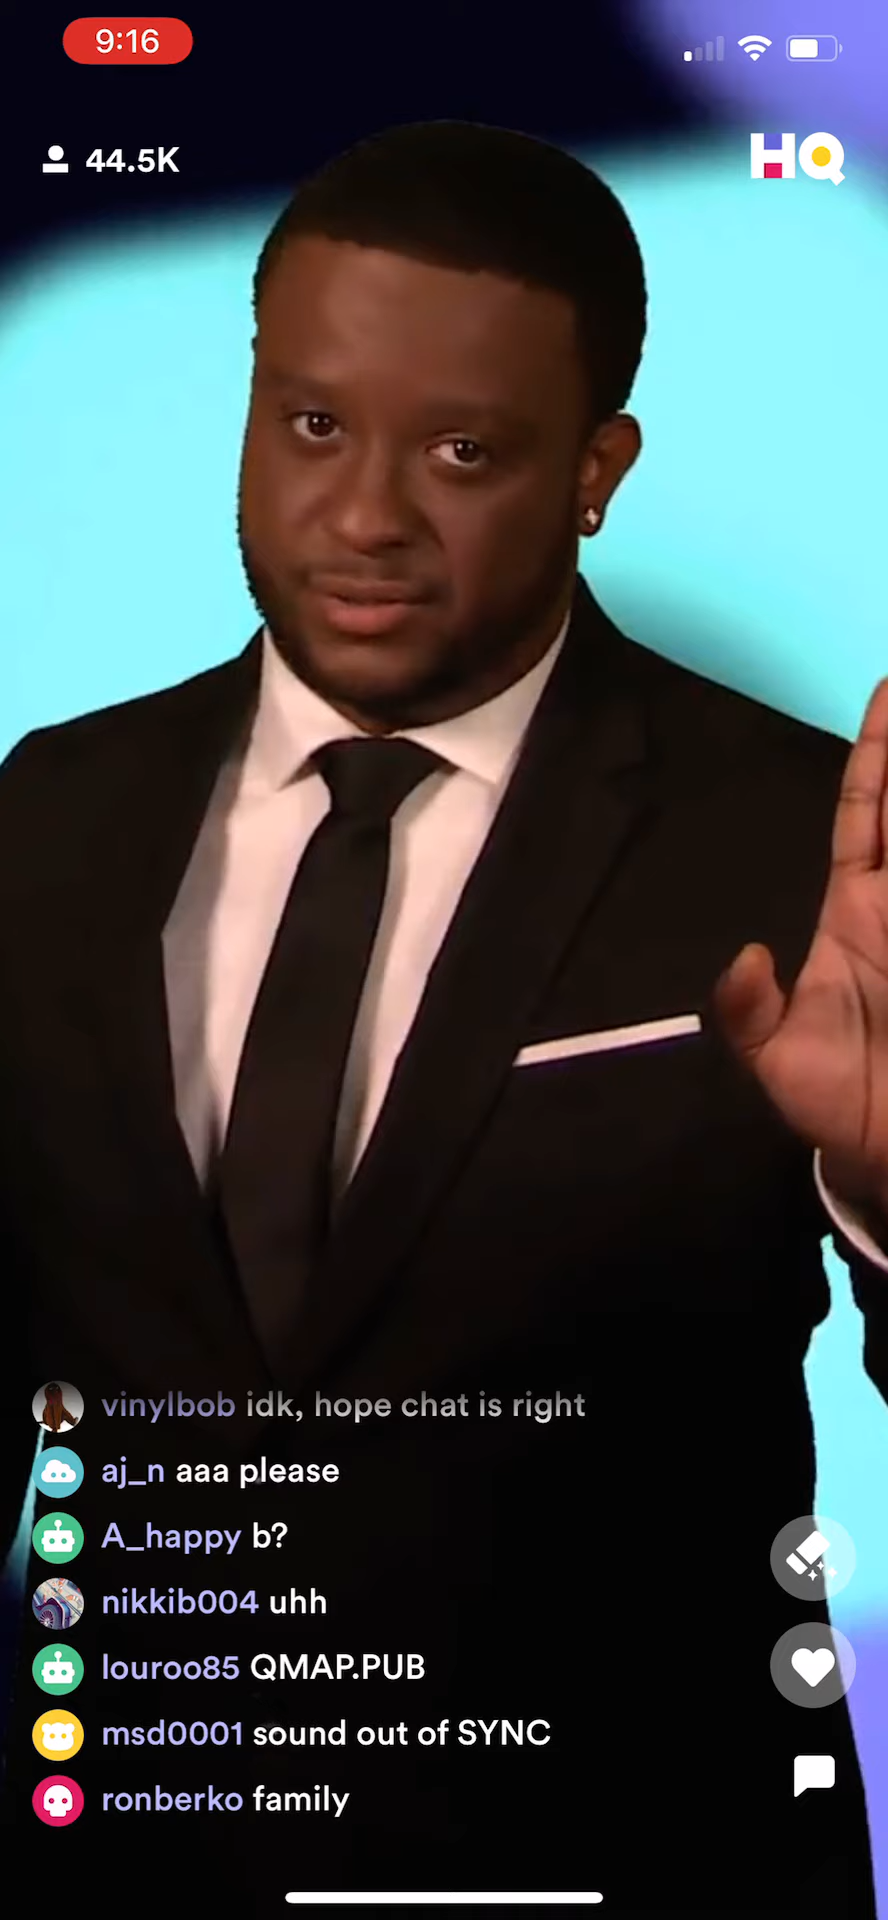 9:16
44.5K
HQ
vinylbob idk, hope chat is right
aj_n aaa please
A_happy b?
nikkib004 uhh
louroo85 QMAP.PUB
msd0001 sound out of SYNC
ronberko family